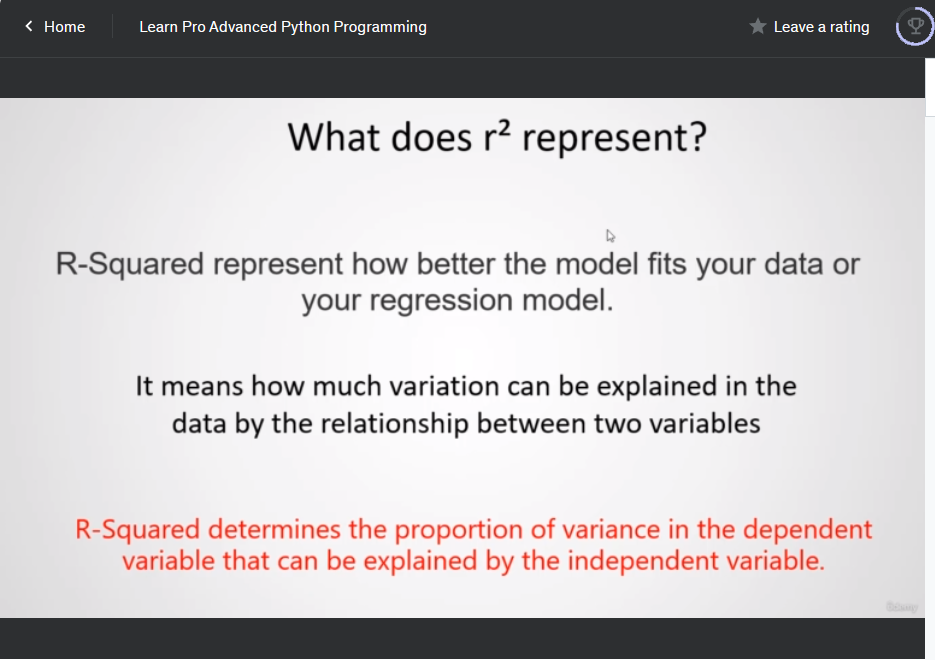 Home
Learn Pro Advanced Python Programming
Leave a rating
What does r² represent?
R-Squared represent how better the model fits your data or
your regression model.
It means how much variation can be explained in the
data by the relationship between two variables
R-Squared determines the proportion of variance in the dependent
variable that can be explained by the independent variable.
Udemy